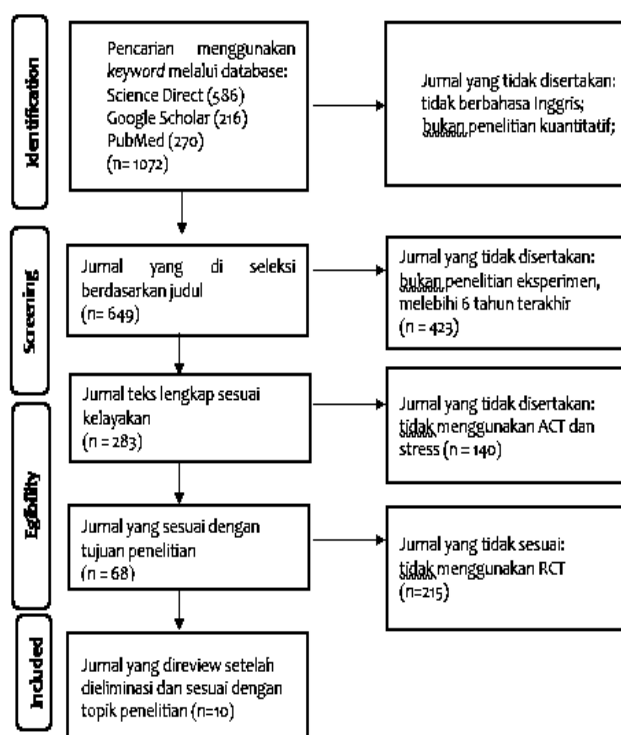 Identification
Pencarian menggunakan
keyword melalui database:
Science Direct (586)
Google Scholar (216)
PubMed (270)
(n= 1072)
Jurnal yang tidak disertakan:
tidak berbahasa Inggris;
bukan penelitian kuantitatif;
Screening
Jurnal yang di seleksi
berdasarkan judul
(n= 649)
Jurnal yang tidak disertakan:
bukan penelitian eksperimen,
melebihi 6 tahun terakhir
(n = 423)
Egibility
Jurnal teks lengkap sesuai
kelayakan
(n = 283)
Jurnal yang tidak disertakan:
tidak menggunakan ACT dan
stress (n = 140)
Jurnal yang sesuai dengan
tujuan penelitian
(n = 68)
Jurnal yang tidak sesuai:
tidak menggunakan RCT
(n=215)
Included
Jurnal yang direview setelah
dieliminasi dan sesuai dengan
topik penelitian (n=10)